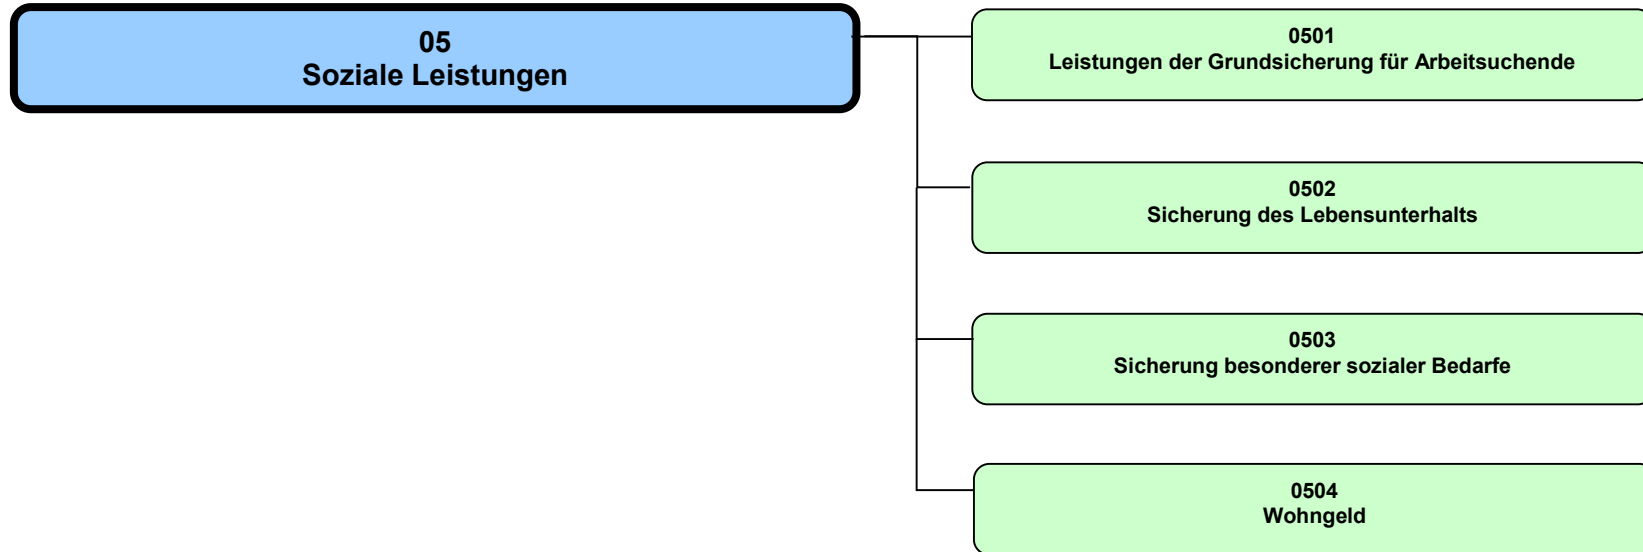 05
Soziale Leistungen
0501
Leistungen der Grundsicherung für Arbeitsuchende
0502
Sicherung des Lebensunterhalts
0503
Sicherung besonderer sozialer Bedarfe
0504
Wohngeld